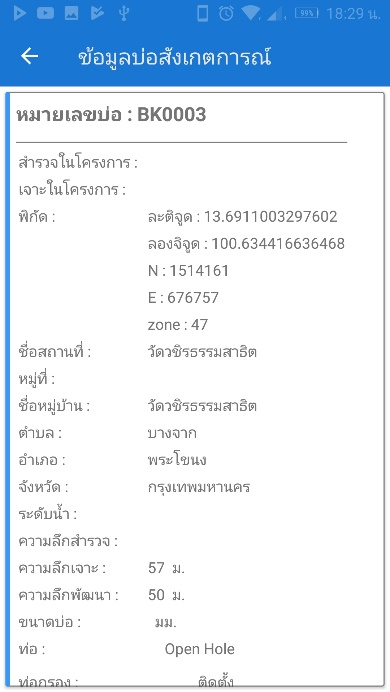 99% 18:29 น.
ข้อมูลบ่อสังเกตการณ์
หมายเลขบ่อ : BK0003
สำรวจในโครงการ :
เจาะในโครงการ :
พิกัด : ละติจูด : 13.6911003297602
ลองจิจูด : 100.634416636468
N : 1514161
E : 676757
zone : 47
ชื่อสถานที่ : วัดวชิรธรรมสาธิต
หมู่ที่ :
ชื่อหมู่บ้าน : วัดวชิรธรรมสาธิต
ตำบล : บางจาก
อำเภอ : พระโขนง
จังหวัด : กรุงเทพมหานคร
ระดับน้ำ :
ความลึกสำรวจ :
ความลึกเจาะ : 57 ม.
ความลึกพัฒนา : 50 ม.
ขนาดบ่อ : มม.
ท่อ : Open Hole
ท่อกรอง : ติดตั้ง